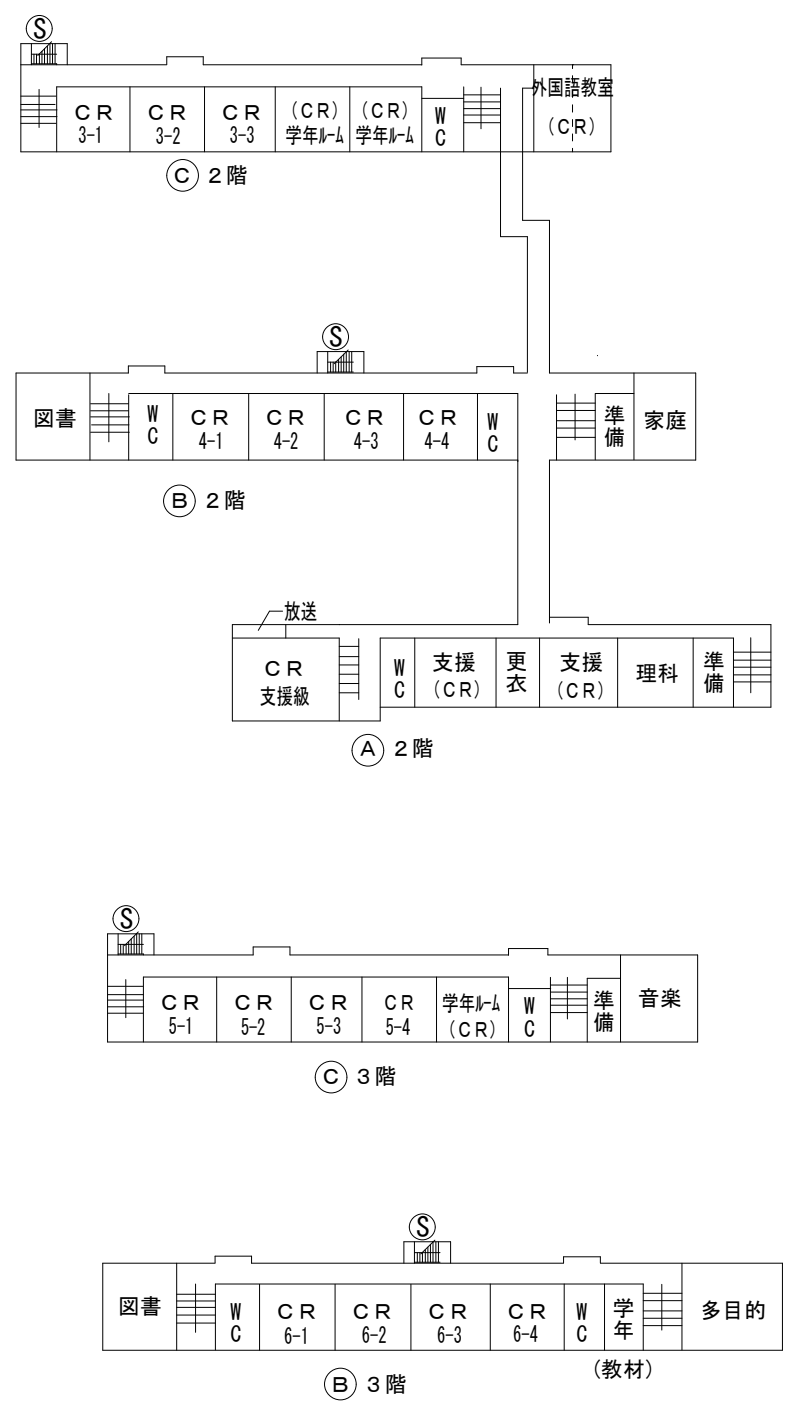 Ⓢ
CR 3-1
CR 3-2
CR 3-3
(CR) 学年ﾙｰﾑ
(CR) 学年ﾙｰﾑ
WC
外国語教室 (CR)
Ⓒ 2階
Ⓢ
図書
WC
CR 4-1
CR 4-2
CR 4-3
CR 4-4
WC
準備
家庭
Ⓑ 2階
放送
CR 支援級
WC
支援 (CR)
更衣
支援 (CR)
理科
準備
Ⓐ 2階
Ⓢ
CR 5-1
CR 5-2
CR 5-3
CR 5-4
学年ﾙｰﾑ (CR)
WC
準備
音楽
Ⓒ 3階
Ⓢ
図書
WC
CR 6-1
CR 6-2
CR 6-3
CR 6-4
WC
学年
(教材)
多目的
Ⓑ 3階